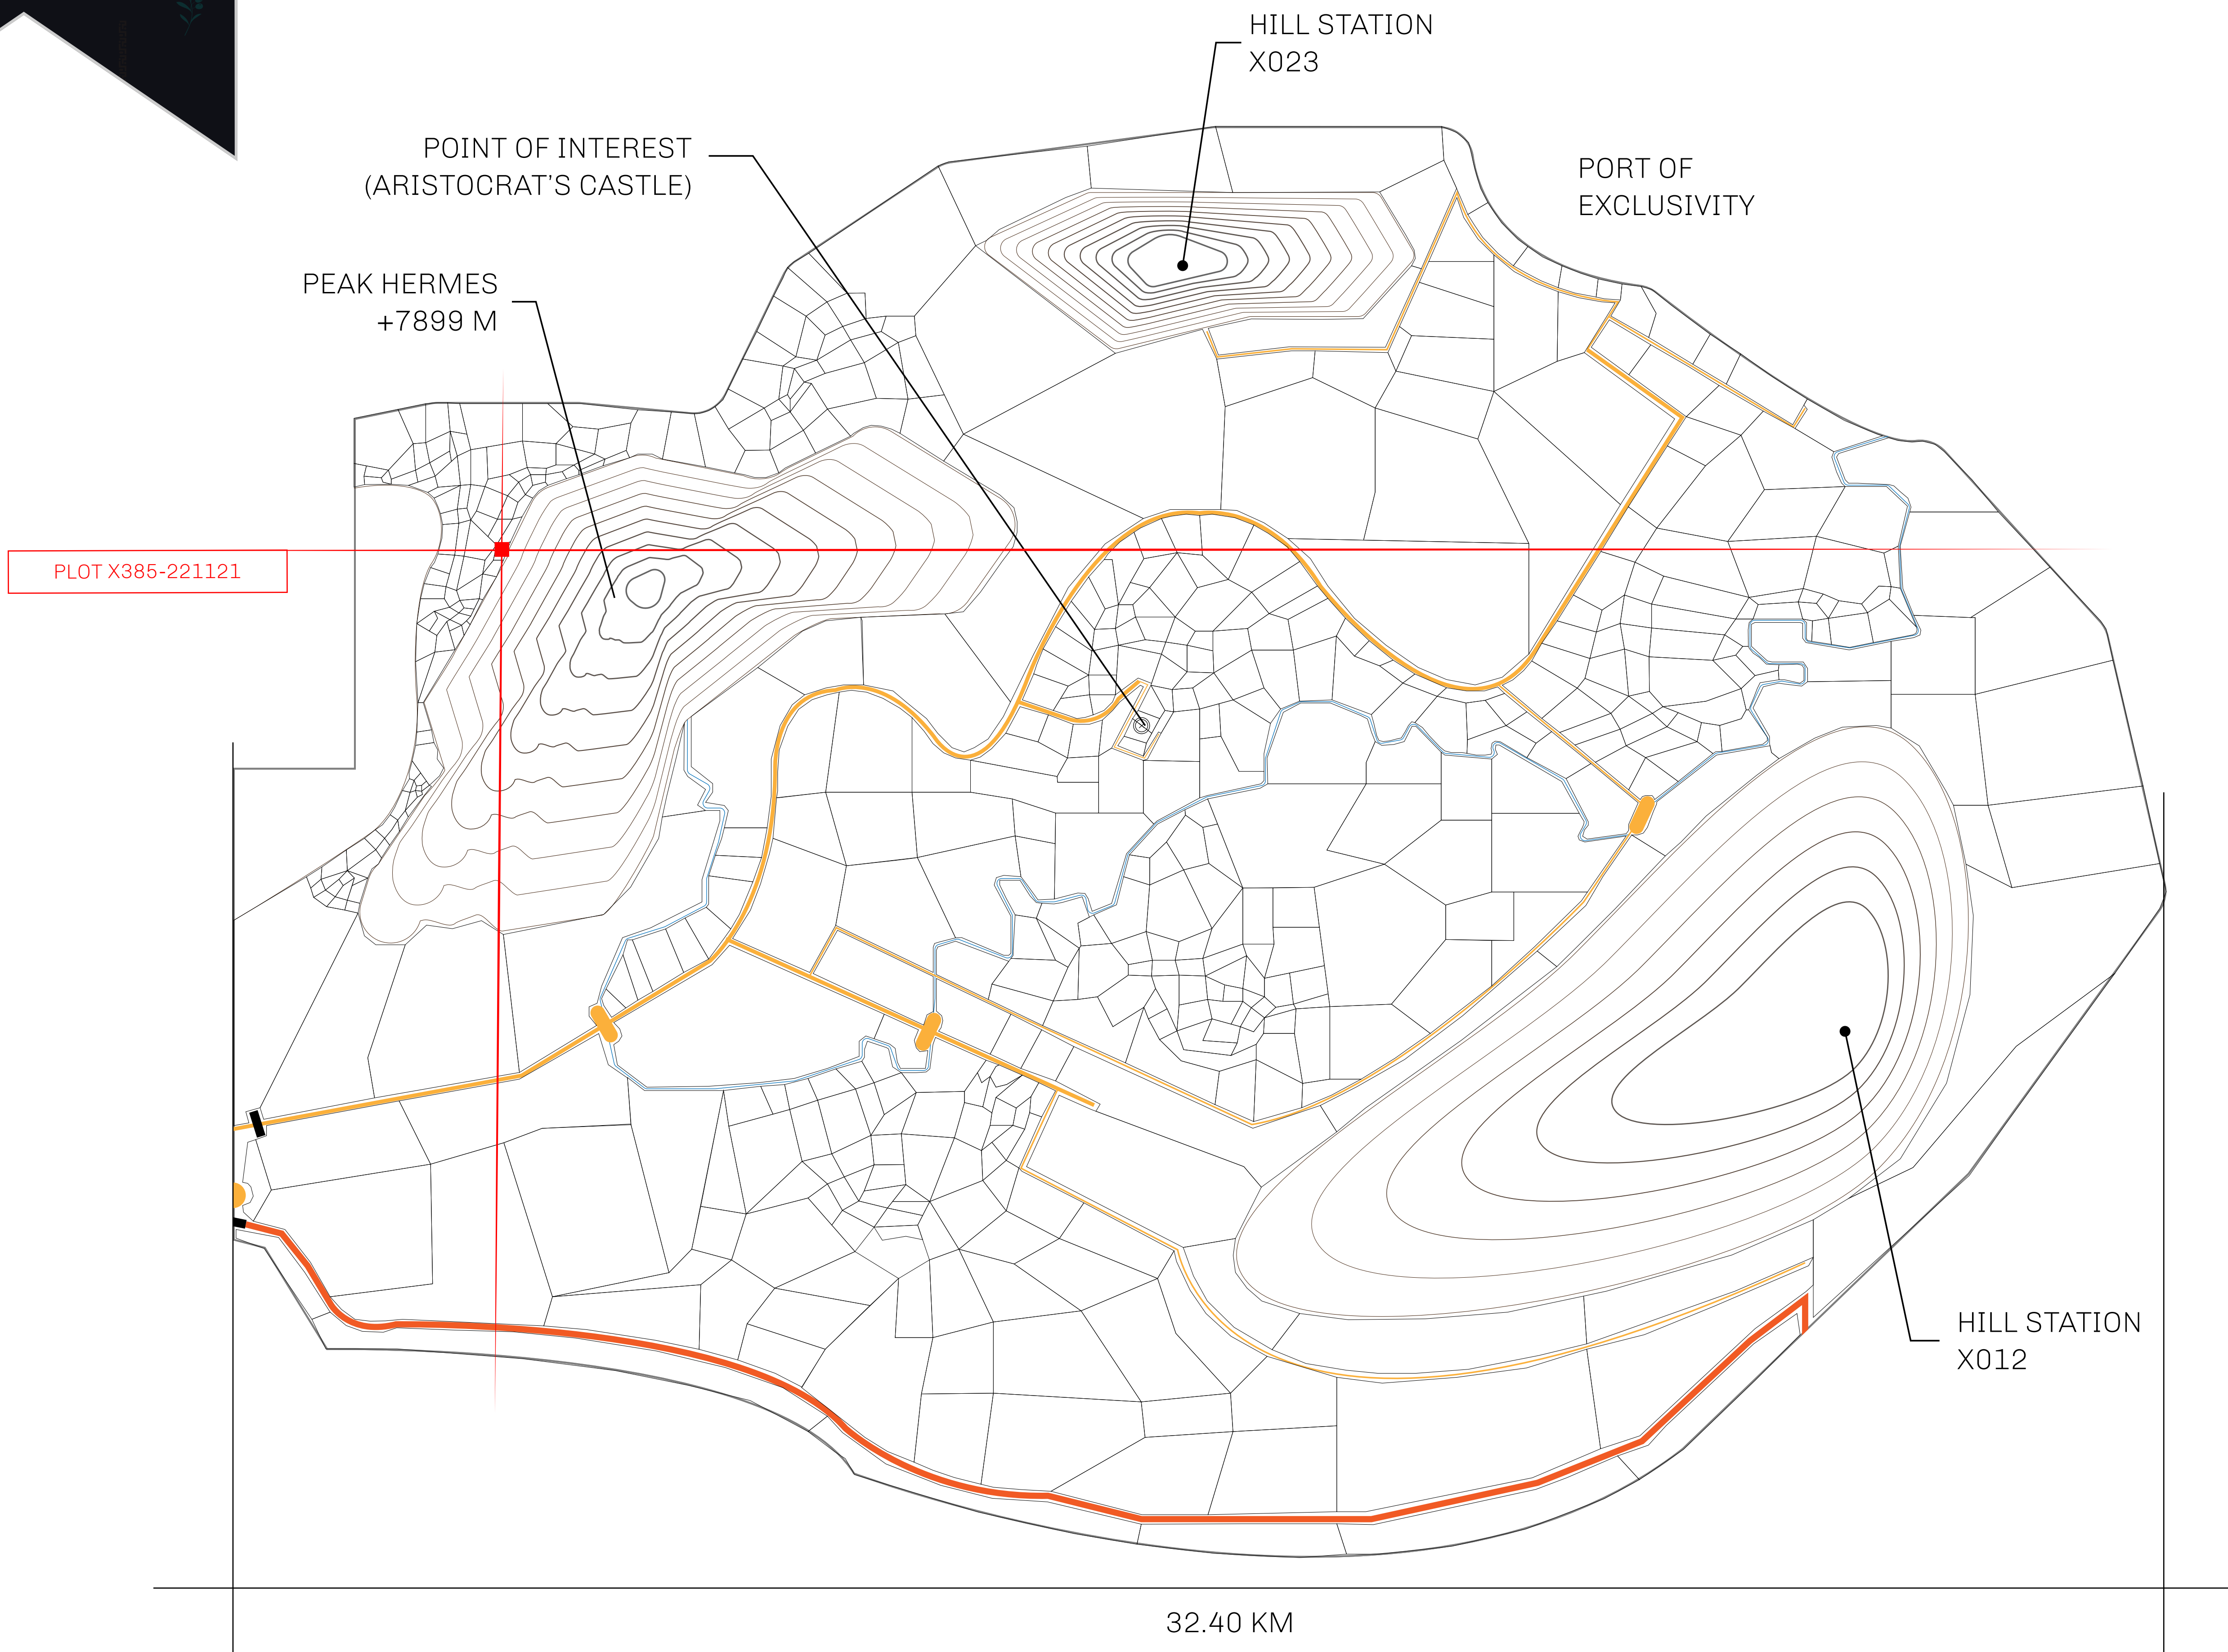 HILL STATION
X023
POINT OF INTEREST
(ARISTOCRAT'S CASTLE)
PORT OF
EXCLUSIVITY
PEAK HERMES
+7899 M
PLOT X385-221121
HILL STATION
X012
32.40 KM